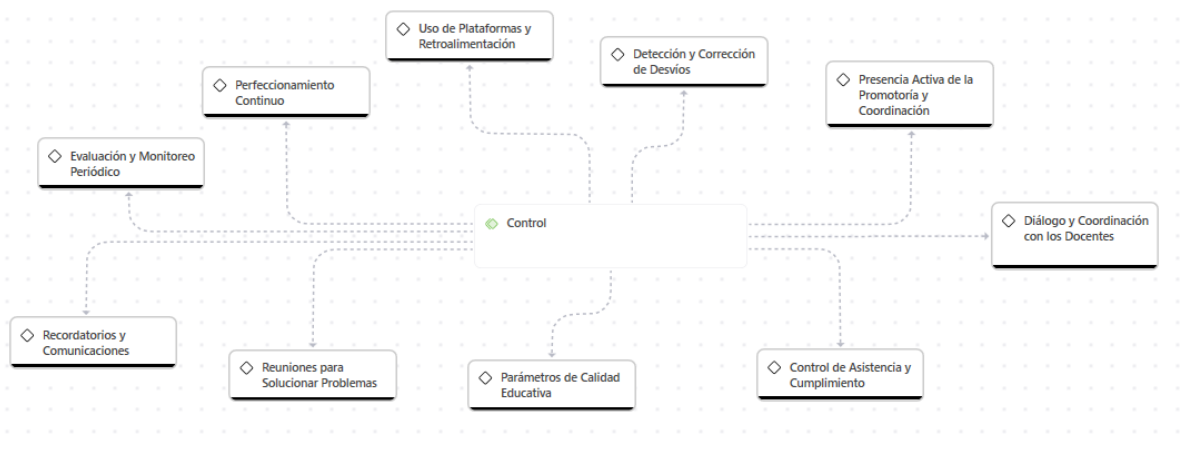 Uso de Plataformas y
Retroalimentación
Detección y Corrección
de Desvíos
Presencia Activa de la
Promotoría y
Coordinación
Perfeccionamiento
Continuo
Evaluación y Monitoreo
Periódico
Control
Diálogo y Coordinación
con los Docentes
Recordatorios y
Comunicaciones
Reuniones para
Solucionar Problemas
Parámetros de Calidad
Educativa
Control de Asistencia y
Cumplimiento